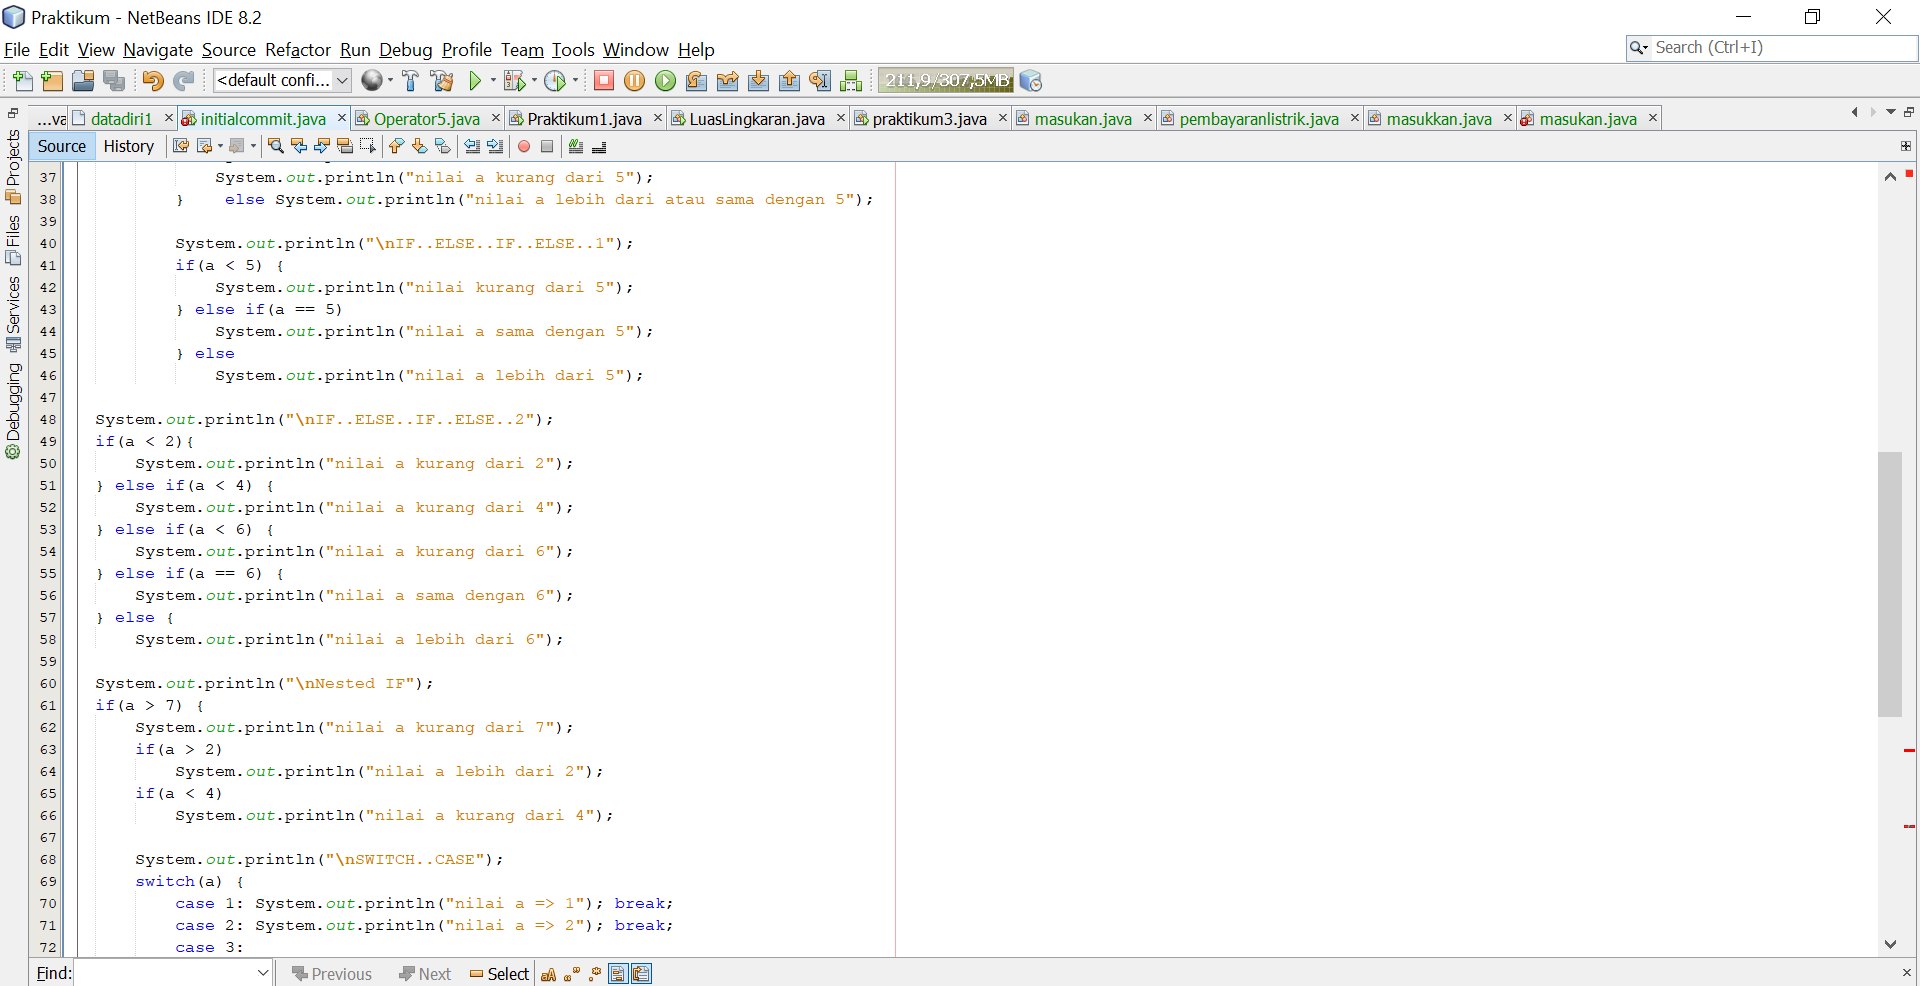 Praktikum - NetBeans IDE 8.2
File Edit View Navigate Source Refactor Run Debug Profile Team Tools Window Help
Search (Ctrl+I)
<default confi...
211,9/307,5MB
...va datadiri1 initialcommit.java Operator5.java Praktikum1.java LuasLingkaran.java praktikum3.java masukan.java pembayaranlistrik.java masukkan.java masukan.java
Source History
Projects
Files
Services
Debugging
37 System.out.println("nilai a kurang dari 5");
38 } else System.out.println("nilai a lebih dari atau sama dengan 5");
39
40 System.out.println("\nIF..ELSE..IF..ELSE..1");
41 if(a < 5) {
42 System.out.println("nilai kurang dari 5");
43 } else if(a == 5)
44 System.out.println("nilai a sama dengan 5");
45 } else
46 System.out.println("nilai a lebih dari 5");
47
48 System.out.println("\nIF..ELSE..IF..ELSE..2");
49 if(a < 2){
50 System.out.println("nilai a kurang dari 2");
51 } else if(a < 4) {
52 System.out.println("nilai a kurang dari 4");
53 } else if(a < 6) {
54 System.out.println("nilai a kurang dari 6");
55 } else if(a == 6) {
56 System.out.println("nilai a sama dengan 6");
57 } else {
58 System.out.println("nilai a lebih dari 6");
59
60 System.out.println("\nNested IF");
61 if(a > 7) {
62 System.out.println("nilai a kurang dari 7");
63 if(a > 2)
64 System.out.println("nilai a lebih dari 2");
65 if(a < 4)
66 System.out.println("nilai a kurang dari 4");
67
68 System.out.println("\nSWITCH..CASE");
69 switch(a) {
70 case 1: System.out.println("nilai a => 1"); break;
71 case 2: System.out.println("nilai a => 2"); break;
72 case 3:
Find: Previous Next Select